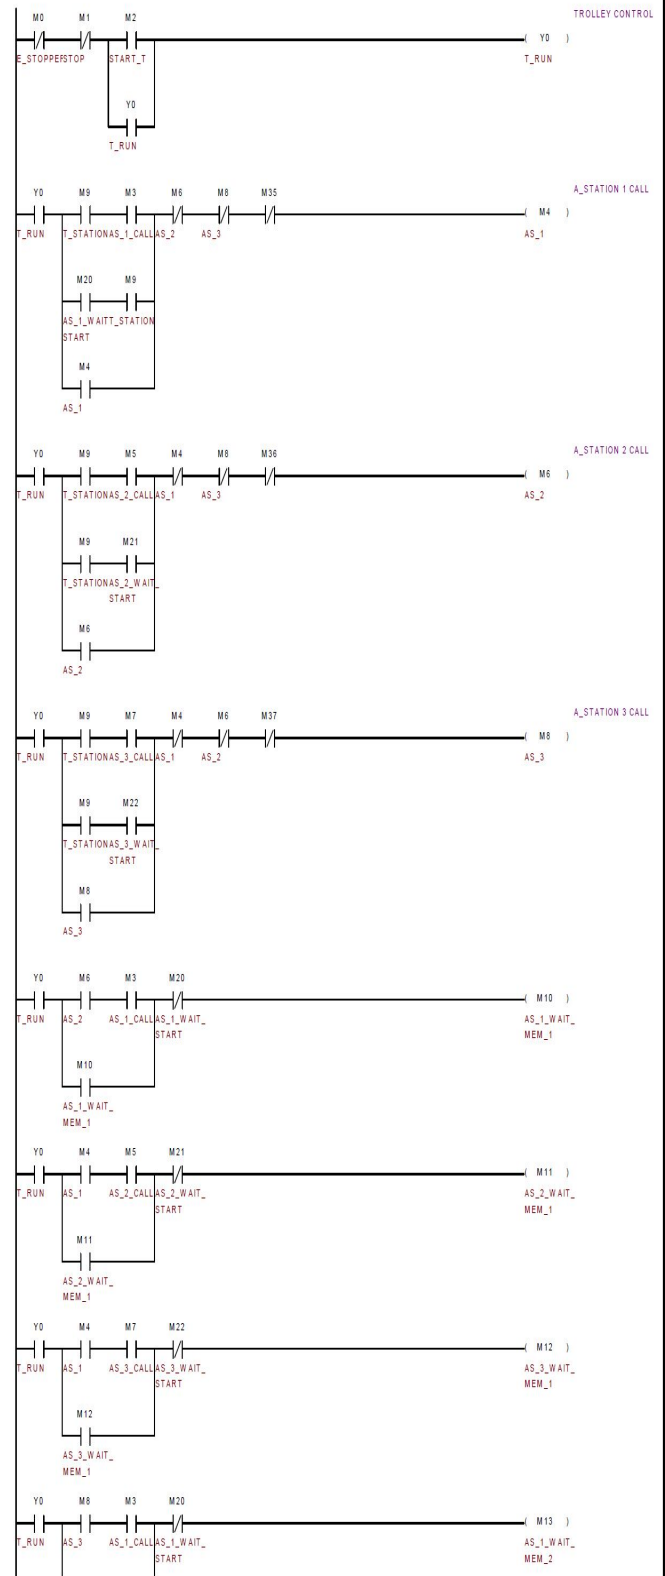 TROLLEY CONTROL
M0 M1 M2
( Y0 )
E_STOPPEFSTOP START_T T_RUN
Y0
T_RUN
A_STATION 1 CALL
Y0 M9 M3 M6 M8 M35
( M4 )
T_RUN T_STATIONAS_1_CALLAS_2 AS_3 AS_1
M20 M9
AS_1_WAITT_STATION
START
M4
AS_1
A_STATION 2 CALL
Y0 M9 M5 M4 M8 M36
( M6 )
T_RUN T_STATIONAS_2_CALLAS_1 AS_3 AS_2
M9 M21
T_STATIONAS_2_WAIT_
START
M6
AS_2
A_STATION 3 CALL
Y0 M9 M7 M4 M6 M37
( M8 )
T_RUN T_STATIONAS_3_CALLAS_1 AS_2 AS_3
M9 M22
T_STATIONAS_3_WAIT_
START
M8
AS_3
Y0 M6 M3 M20
( M10 )
T_RUN AS_2 AS_1_CALLAS_1_WAIT_ AS_1_WAIT_
START MEM_1
M10
AS_1_WAIT_
MEM_1
Y0 M4 M5 M21
( M11 )
T_RUN AS_1 AS_2_CALLAS_2_WAIT_ AS_2_WAIT_
START MEM_1
M11
AS_2_WAIT_
MEM_1
Y0 M4 M7 M22
( M12 )
T_RUN AS_1 AS_3_CALLAS_3_WAIT_ AS_3_WAIT_
START MEM_1
M12
AS_3_WAIT_
MEM_1
Y0 M8 M3 M20
( M13 )
T_RUN AS_3 AS_1_CALLAS_1_WAIT_ AS_1_WAIT_
START MEM_2